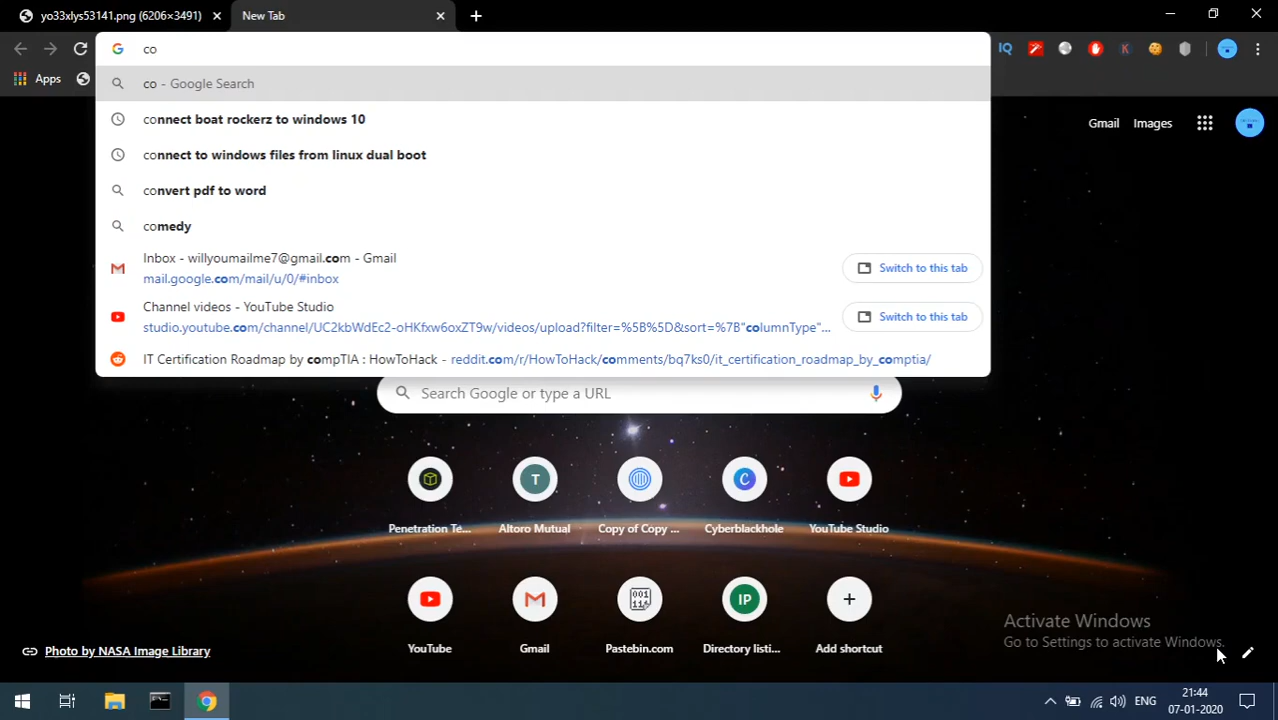 yo33xlys53141.png (6206×3491)
New Tab
co
Apps
co - Google Search
connect boat rockerz to windows 10
connect to windows files from linux dual boot
convert pdf to word
comedy
Inbox - willyoumailme7@gmail.com - Gmail
mail.google.com/mail/u/0/#inbox
Switch to this tab
Channel videos - YouTube Studio
studio.youtube.com/channel/UC2kbWdEc2-oHKfxw6oxZT9w/videos/upload?filter=%5B%5D&sort=%7B"columnType"...
Switch to this tab
IT Certification Roadmap by compTIA : HowToHack - reddit.com/r/HowToHack/comments/bq7ks0/it_certification_roadmap_by_comptia/
Gmail
Images
Search Google or type a URL
Penetration Te...
T
Altoro Mutual
Copy of Copy ...
C
Cyberblackhole
YouTube Studio
YouTube
Gmail
Pastebin.com
IP
Directory listi...
Add shortcut
Activate Windows
Go to Settings to activate Windows.
Photo by NASA Image Library
ENG
21:44
07-01-2020